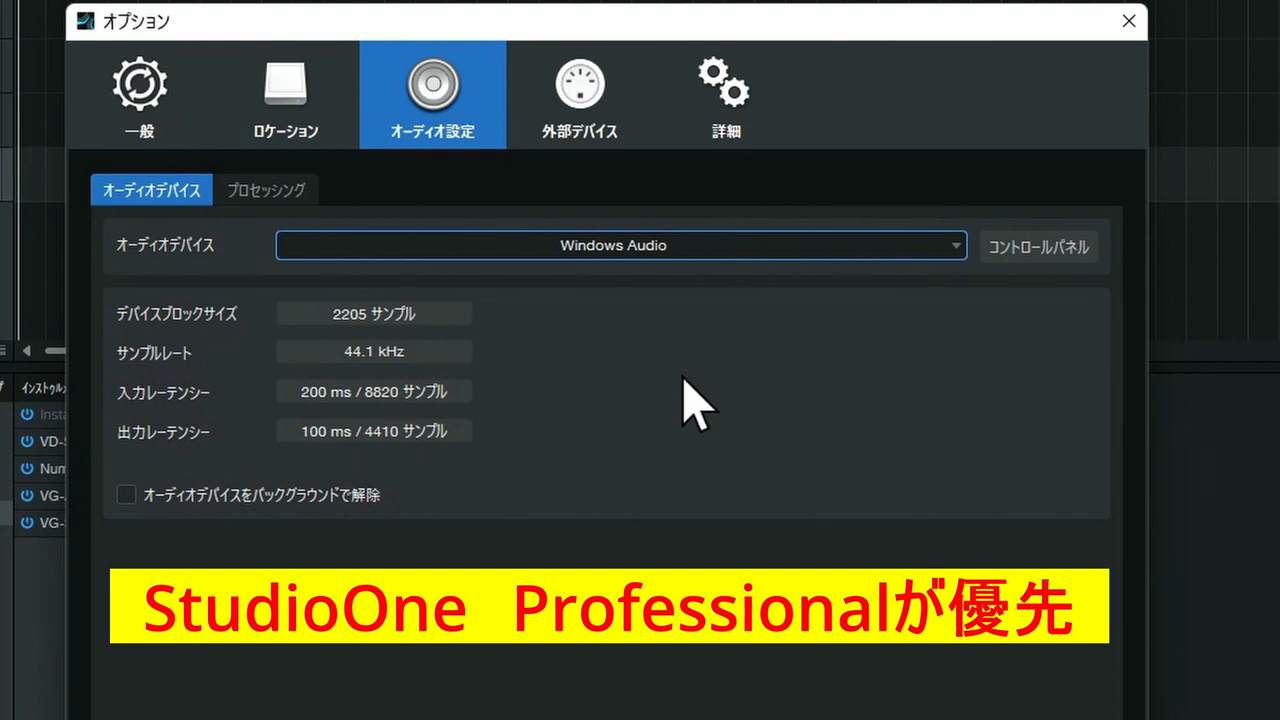 オプション
一般
ロケーション
オーディオ設定
外部デバイス
詳細
オーディオデバイス
プロセッシング
オーディオデバイス
Windows Audio
コントロールパネル
デバイスブロックサイズ
2205 サンプル
サンプルレート
44.1 kHz
入力レーテンシー
200 ms / 8820 サンプル
出力レーテンシー
100 ms / 4410 サンプル
オーディオデバイスをバックグラウンドで解除
インストゥル
Insta
VD-
Num
VG-
VG-
StudioOne Professionalが優先